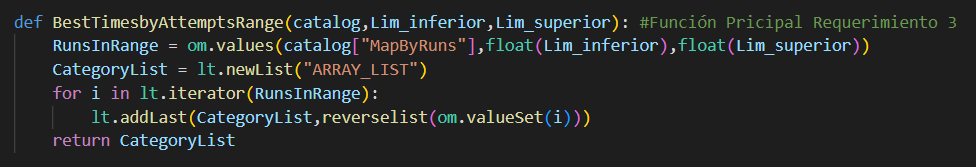 def BestTimesbyAttemptsRange(catalog,Lim_inferior,Lim_superior): #Función Pricipal Requerimiento 3
    RunsInRange = om.values(catalog["MapByRuns"],float(Lim_inferior),float(Lim_superior))
    CategoryList = lt.newList("ARRAY_LIST")
    for i in lt.iterator(RunsInRange):
        lt.addLast(CategoryList,reverselist(om.valueSet(i)))
    return CategoryList